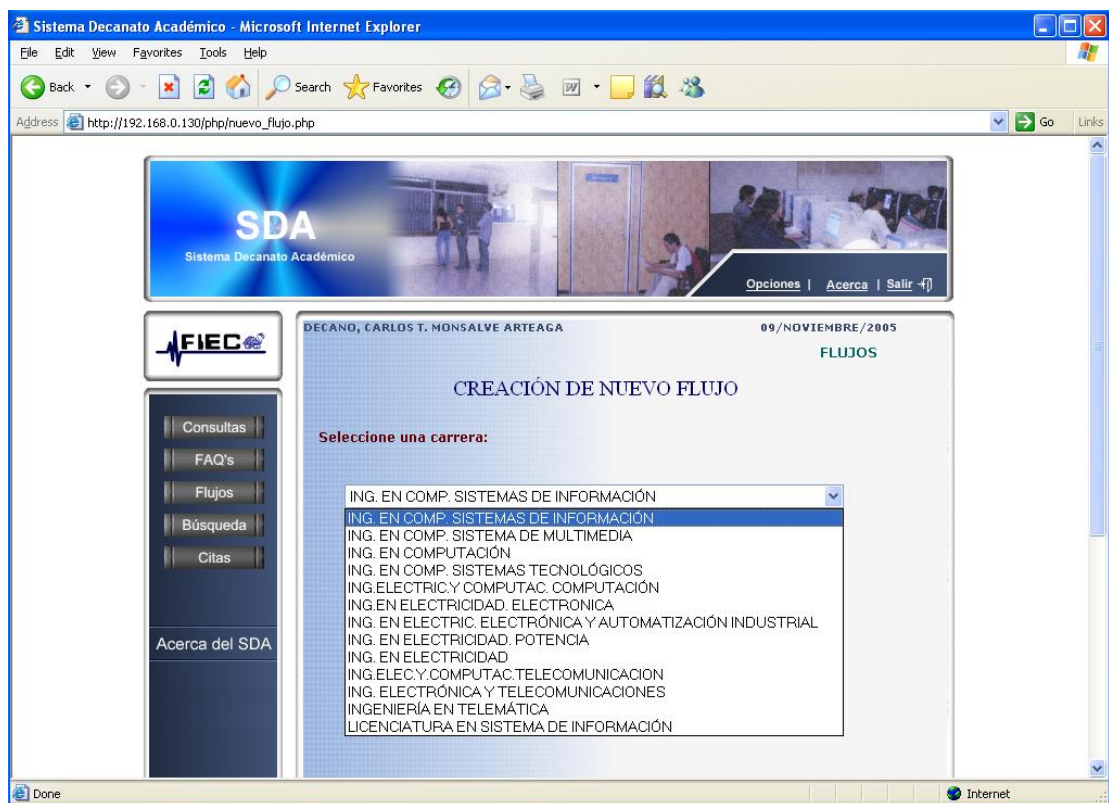 Sistema Decanato Académico - Microsoft Internet Explorer
File Edit View Favorites Tools Help
Back Search Favorites
Address http://192.168.0.130/php/nuevo_flujo.php Go Links
SDA
Sistema Decanato Académico
Opciones | Acerca | Salir
FIEC
DECANO, CARLOS T. MONSALVE ARTEAGA 09/NOVIEMBRE/2005
FLUJOS
CREACIÓN DE NUEVO FLUJO
Consultas
FAQ's
Flujos
Búsqueda
Citas
Acerca del SDA
Seleccione una carrera:
ING. EN COMP. SISTEMAS DE INFORMACIÓN
ING. EN COMP. SISTEMAS DE INFORMACIÓN
ING. EN COMP. SISTEMA DE MULTIMEDIA
ING. EN COMPUTACIÓN
ING. EN COMP. SISTEMAS TECNOLÓGICOS
ING.ELECTRIC.Y COMPUTAC. COMPUTACIÓN
ING.EN ELECTRICIDAD. ELECTRONICA
ING. EN ELECTRIC. ELECTRÓNICA Y AUTOMATIZACIÓN INDUSTRIAL
ING. EN ELECTRICIDAD. POTENCIA
ING. EN ELECTRICIDAD
ING.ELEC.Y.COMPUTAC.TELECOMUNICACION
ING. ELECTRÓNICA Y TELECOMUNICACIONES
INGENIERÍA EN TELEMÁTICA
LICENCIATURA EN SISTEMA DE INFORMACIÓN
Done Internet